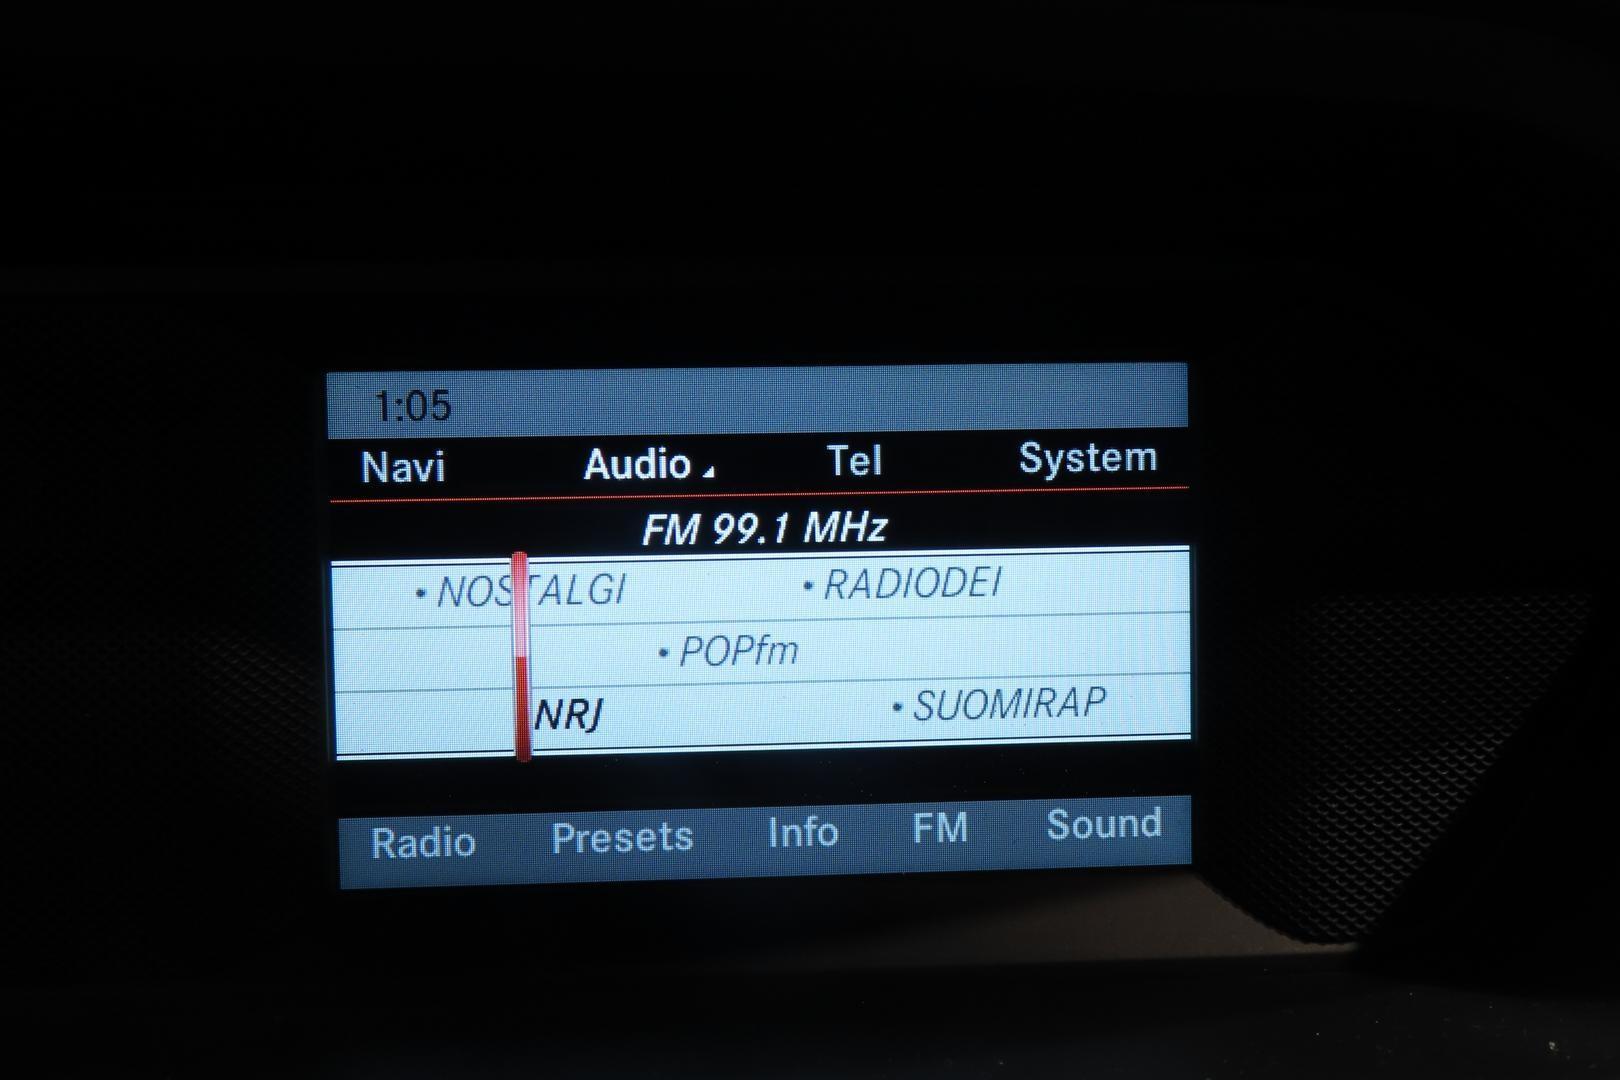 1:05
Navi Audio Tel System
FM 99.1 MHz
• NOSTALGI • RADIODEI
• POPfm
NRJ • SUOMIRAP
Radio Presets Info FM Sound